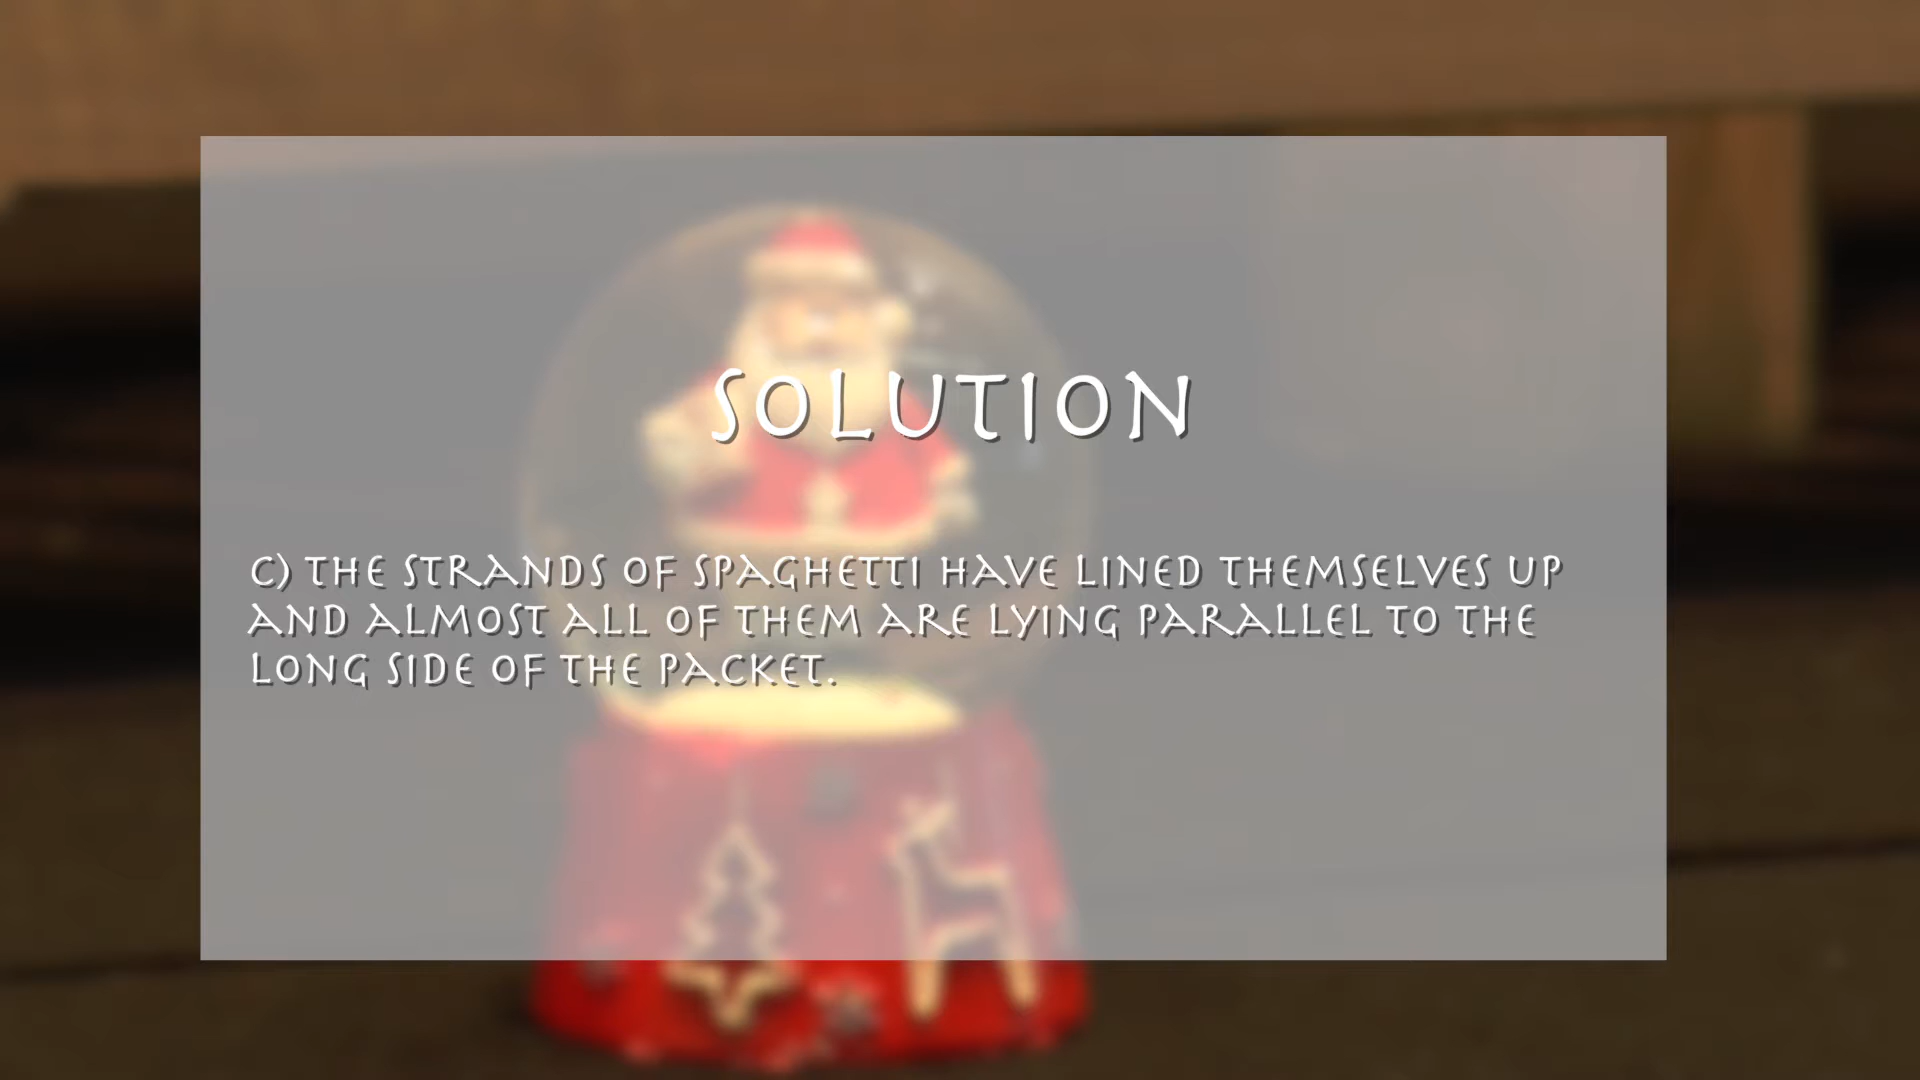 SOLUTION
C) THE STRANDS OF SPAGHETTI HAVE LINED THEMSELVES UP
AND ALMOST ALL OF THEM ARE LYING PARALLEL TO THE
LONG SIDE OF THE PACKET.